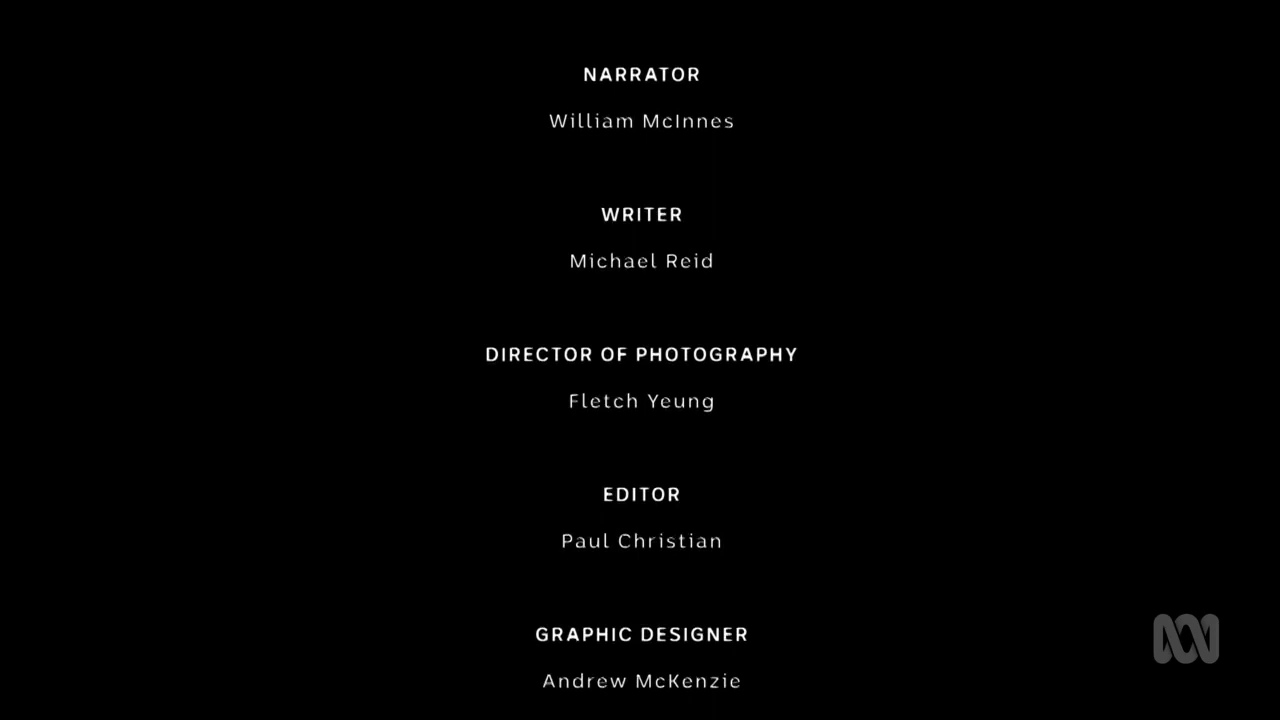 NARRATOR
William McInnes
WRITER
Michael Reid
DIRECTOR OF PHOTOGRAPHY
Fletch Yeung
EDITOR
Paul Christian
GRAPHIC DESIGNER
Andrew McKenzie